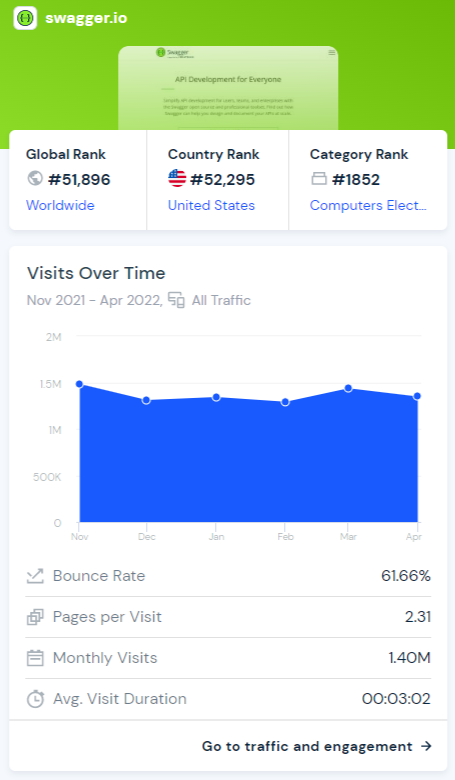 swagger.io
Swagger
API Development for Everyone
Simplify API development for users, teams, and enterprises with
the Swagger open source and professional toolset. Find out how
Swagger can help you design and document your APIs at scale.
Global Rank
#51,896
Worldwide
Country Rank
#52,295
United States
Category Rank
#1852
Computers Elect...
Visits Over Time
Nov 2021 - Apr 2022, All Traffic
2M
1.5M
1M
500K
0
Nov Dec Jan Feb Mar Apr
Bounce Rate 61.66%
Pages per Visit 2.31
Monthly Visits 1.40M
Avg. Visit Duration 00:03:02
Go to traffic and engagement →